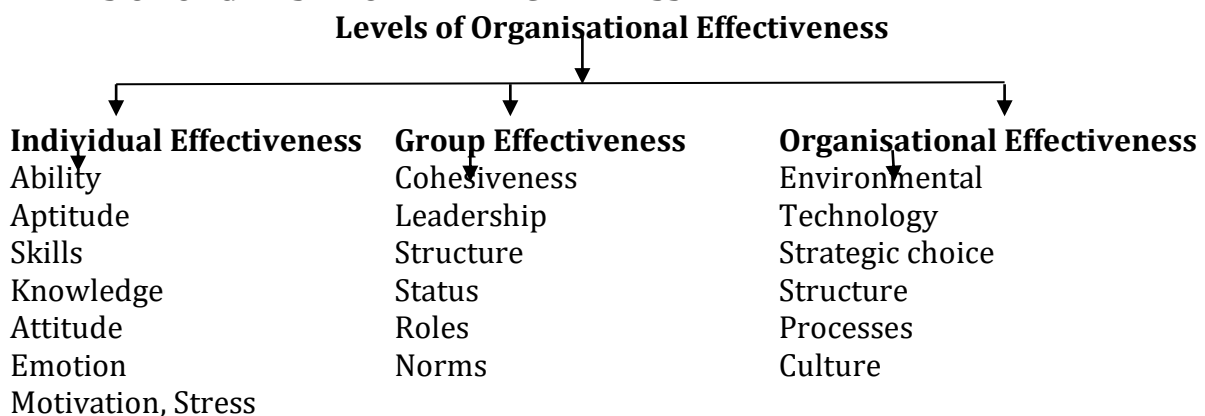 Levels of Organisational Effectiveness
Individual Effectiveness Group Effectiveness Organisational Effectiveness
Ability Cohesiveness Environmental
Aptitude Leadership Technology
Skills Structure Strategic choice
Knowledge Status Structure
Attitude Roles Processes
Emotion Norms Culture
Motivation, Stress